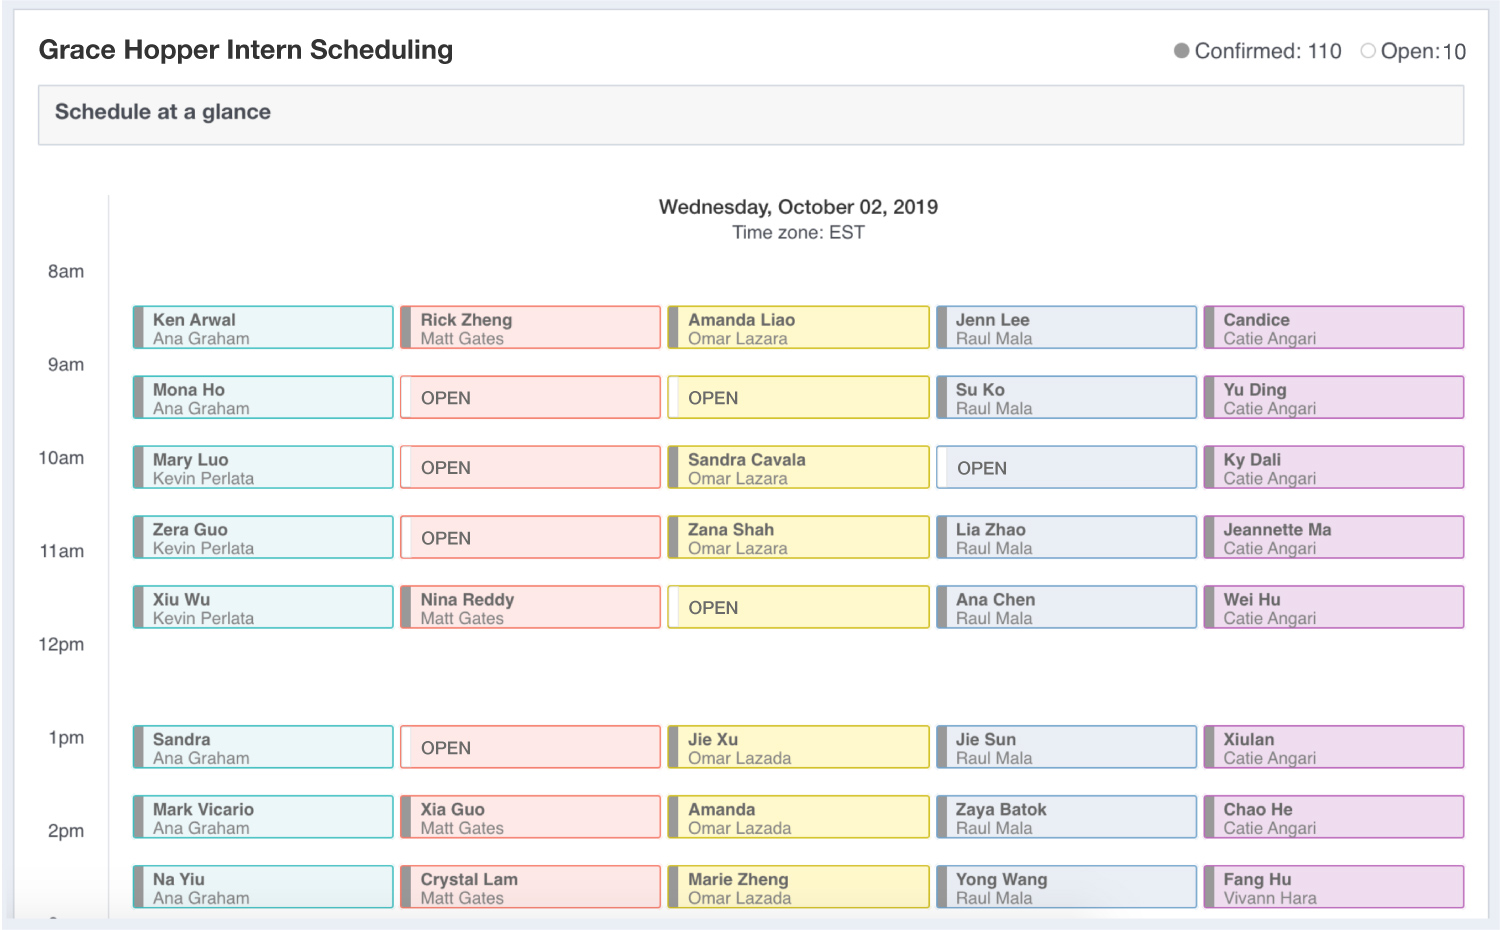 Grace Hopper Intern Scheduling
Confirmed: 110 Open:10
Schedule at a glance
Wednesday, October 02, 2019
Time zone: EST
8am
Ken Arwal Rick Zheng Amanda Liao Jenn Lee Candice
Ana Graham Matt Gates Omar Lazara Raul Mala Catie Angari
9am
Mona Ho OPEN OPEN Su Ko Yu Ding
Ana Graham Raul Mala Catie Angari
10am
Mary Luo OPEN Sandra Cavala OPEN Ky Dali
Kevin Perlata Omar Lazara Catie Angari
Zera Guo OPEN Zana Shah Lia Zhao Jeannette Ma
Kevin Perlata Omar Lazara Raul Mala Catie Angari
11am
Xiu Wu Nina Reddy OPEN Ana Chen Wei Hu
Kevin Perlata Matt Gates Raul Mala Catie Angari
12pm
1pm
Sandra OPEN Jie Xu Jie Sun Xiulan
Ana Graham Omar Lazada Raul Mala Catie Angari
Mark Vicario Xia Guo Amanda Zaya Batok Chao He
Ana Graham Matt Gates Omar Lazada Raul Mala Catie Angari
2pm
Na Yiu Crystal Lam Marie Zheng Yong Wang Fang Hu
Ana Graham Matt Gates Omar Lazada Raul Mala Vivann Hara